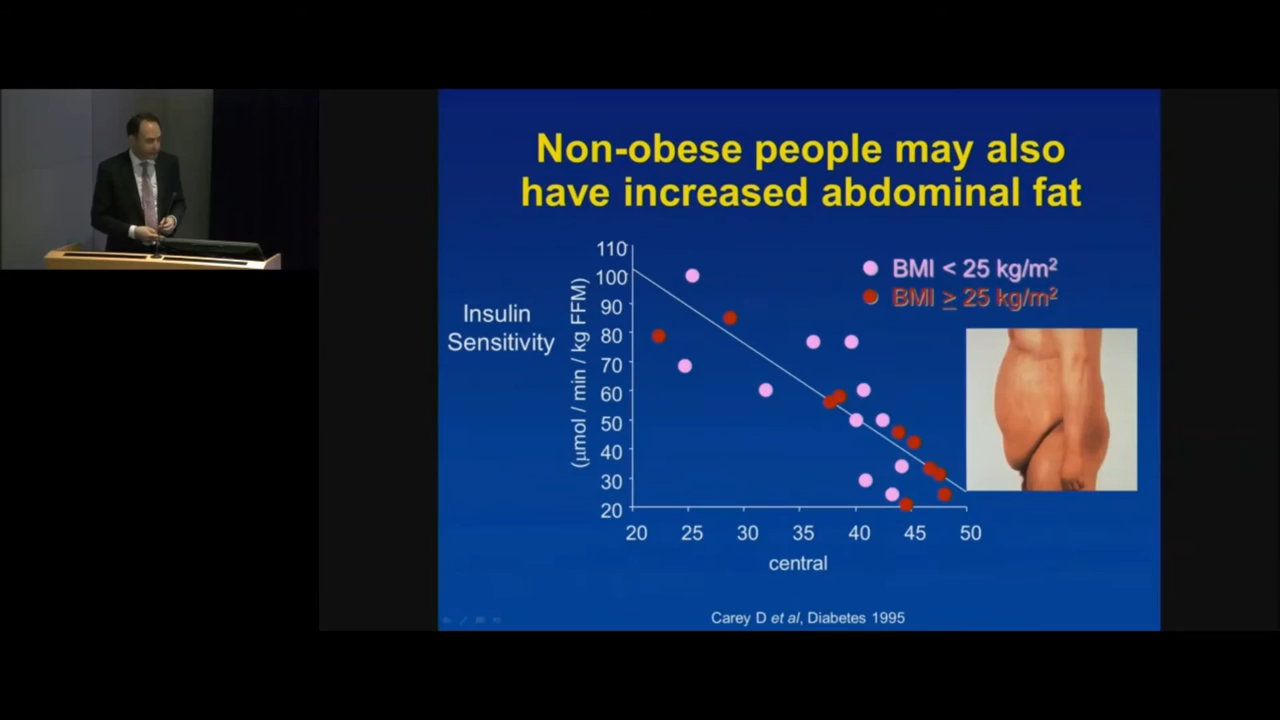 Non-obese people may also
have increased abdominal fat
Insulin
Sensitivity
(μmol / min / kg FFM)
110
100
90
80
70
60
50
40
30
20
BMI < 25 kg/m²
BMI ≥ 25 kg/m²
20 25 30 35 40 45 50
central
Carey D et al, Diabetes 1995